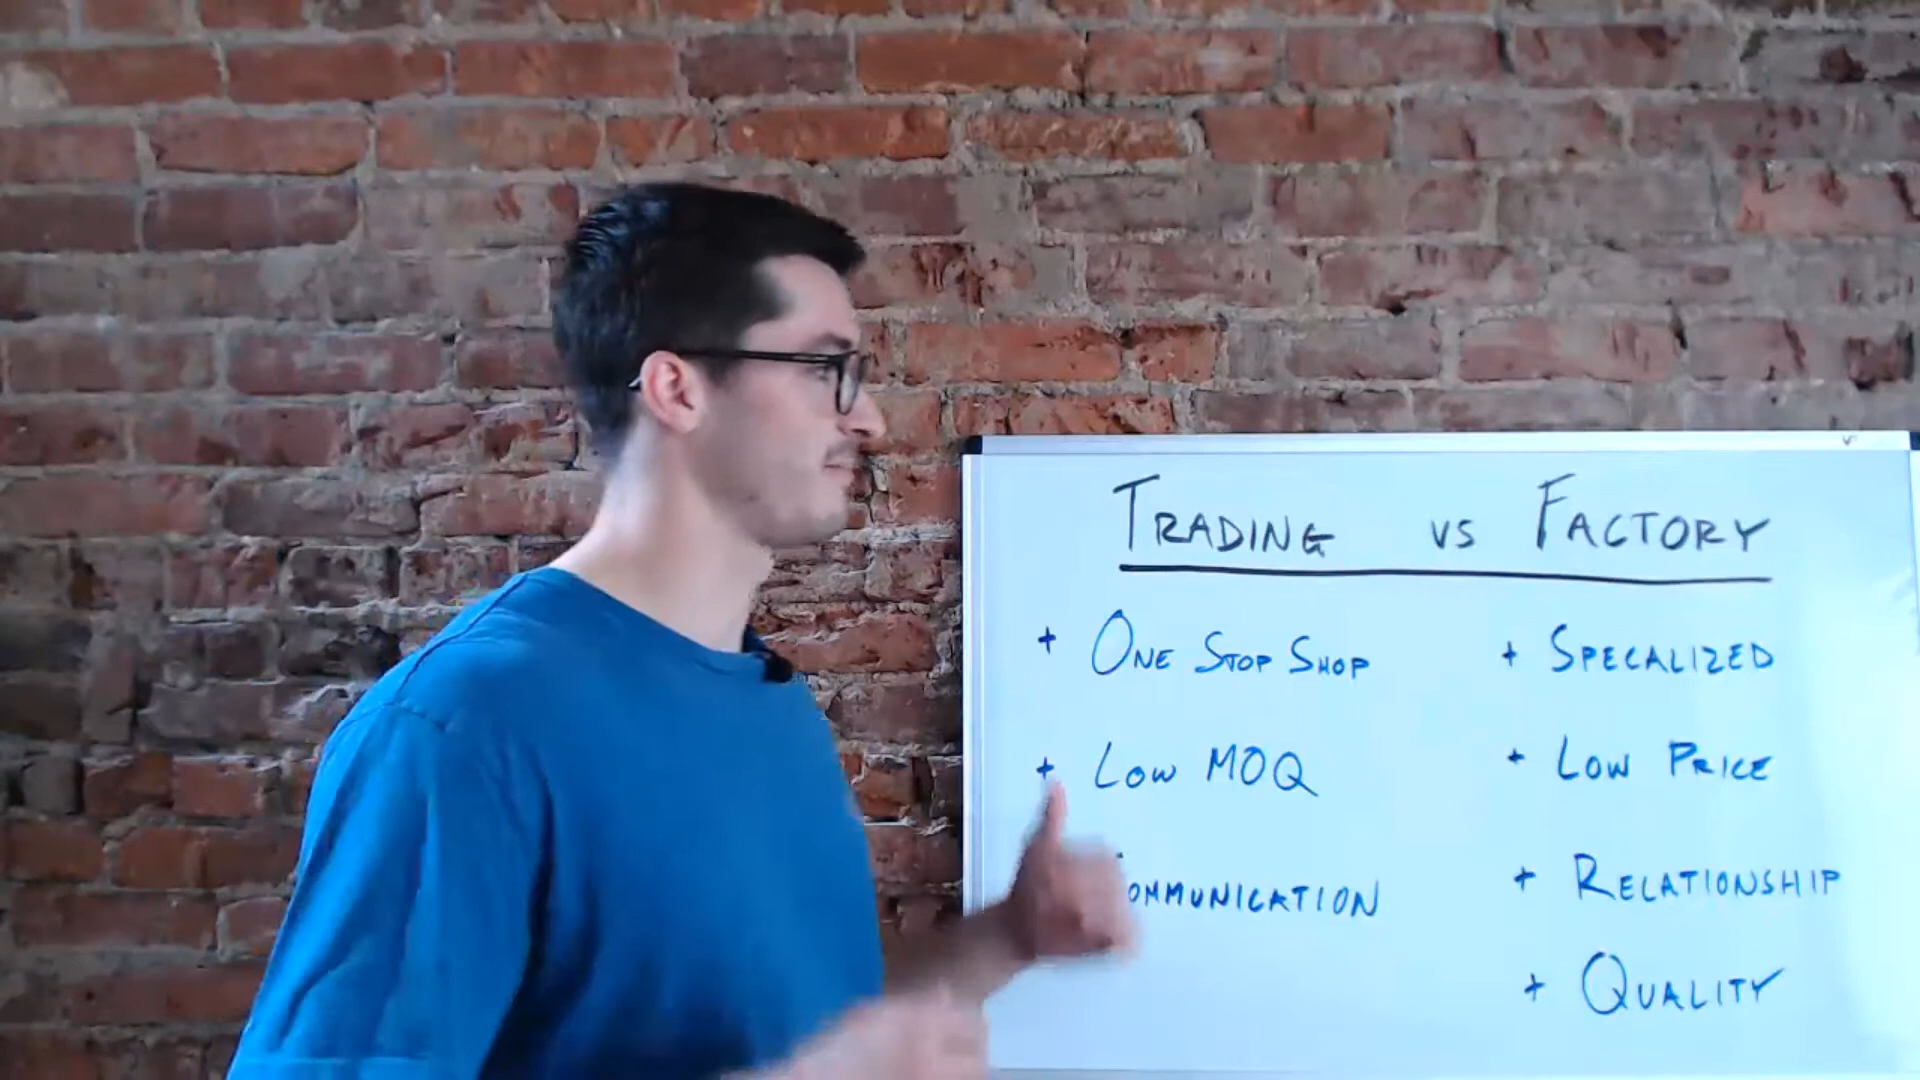 TRADING vs FACTORY
+ ONE STOP SHOP
+ LOW MOQ
OMMUNICATION
+ SPECALIZED
+ LOW PRICE
+ RELATIONSHIP
+ QUALITY